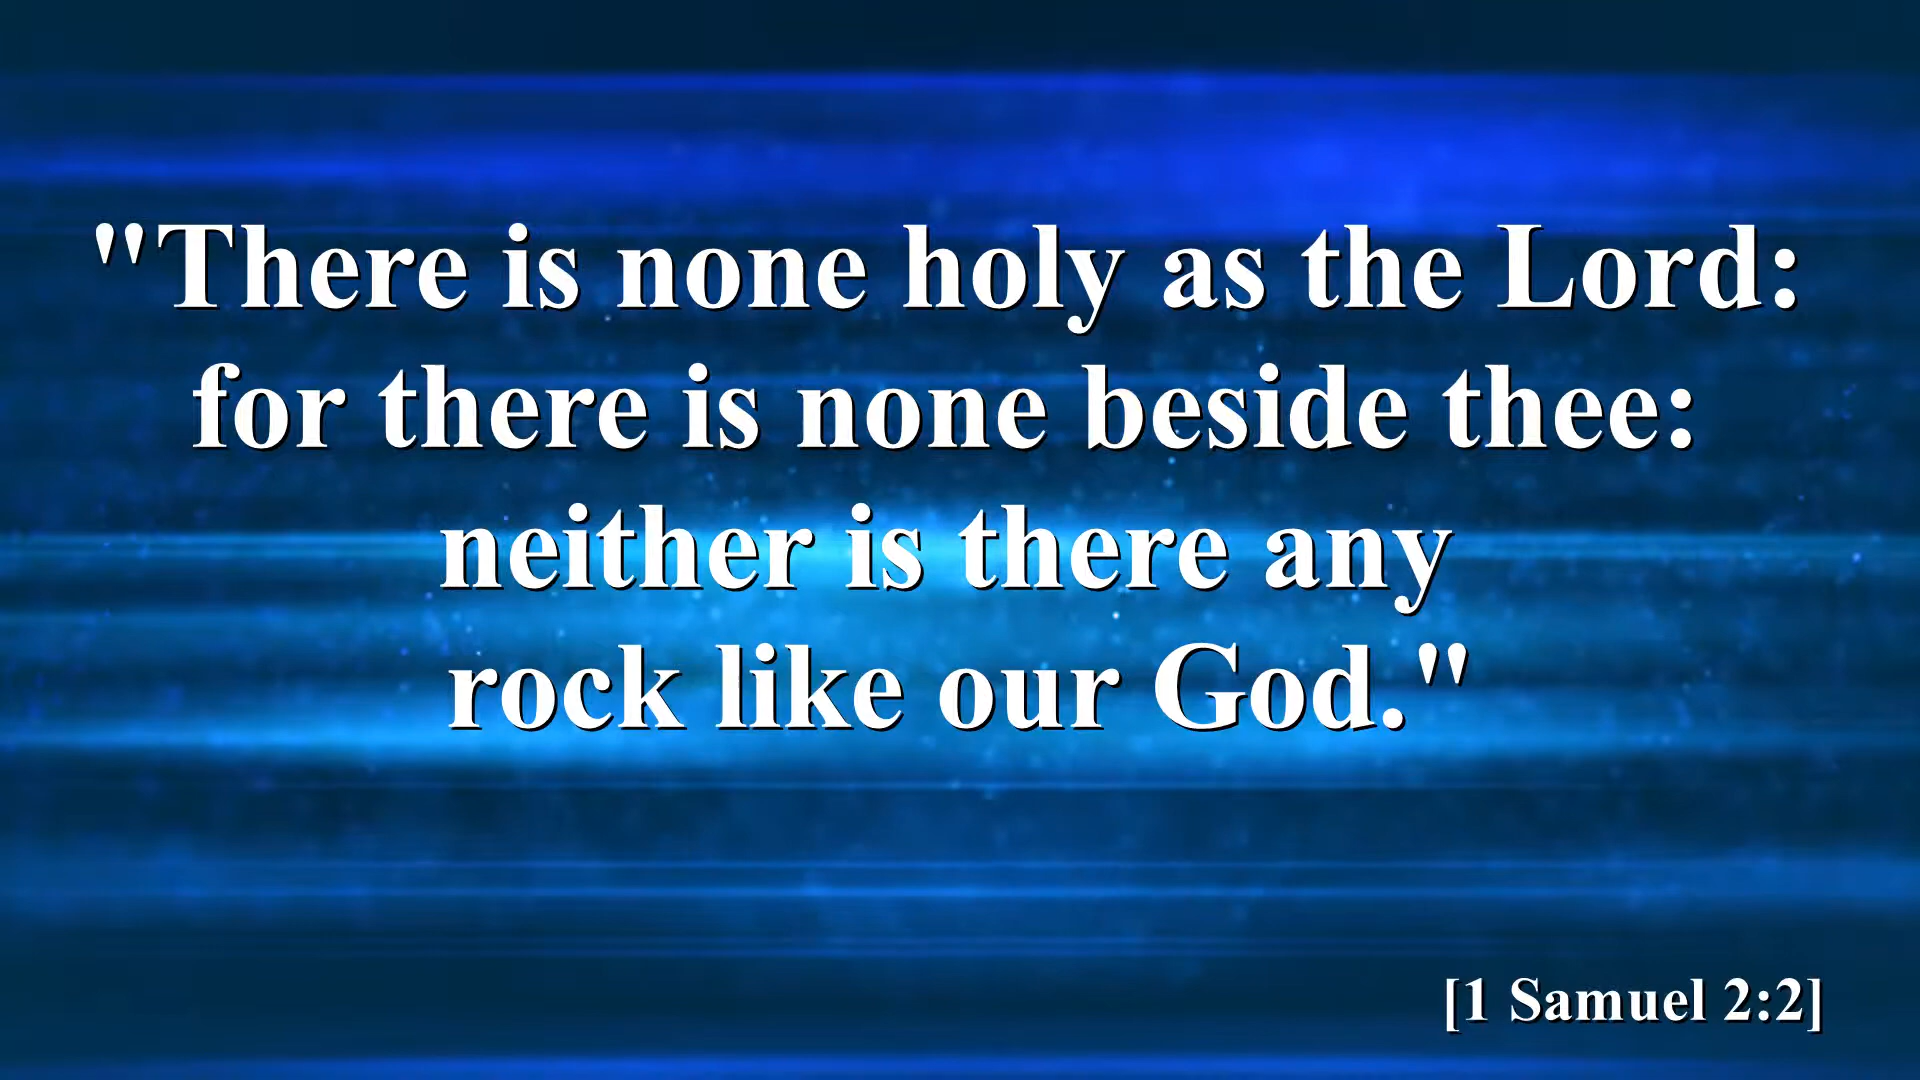 "There is none holy as the Lord:
for there is none beside thee:
neither is there any
rock like our God."
[1 Samuel 2:2]